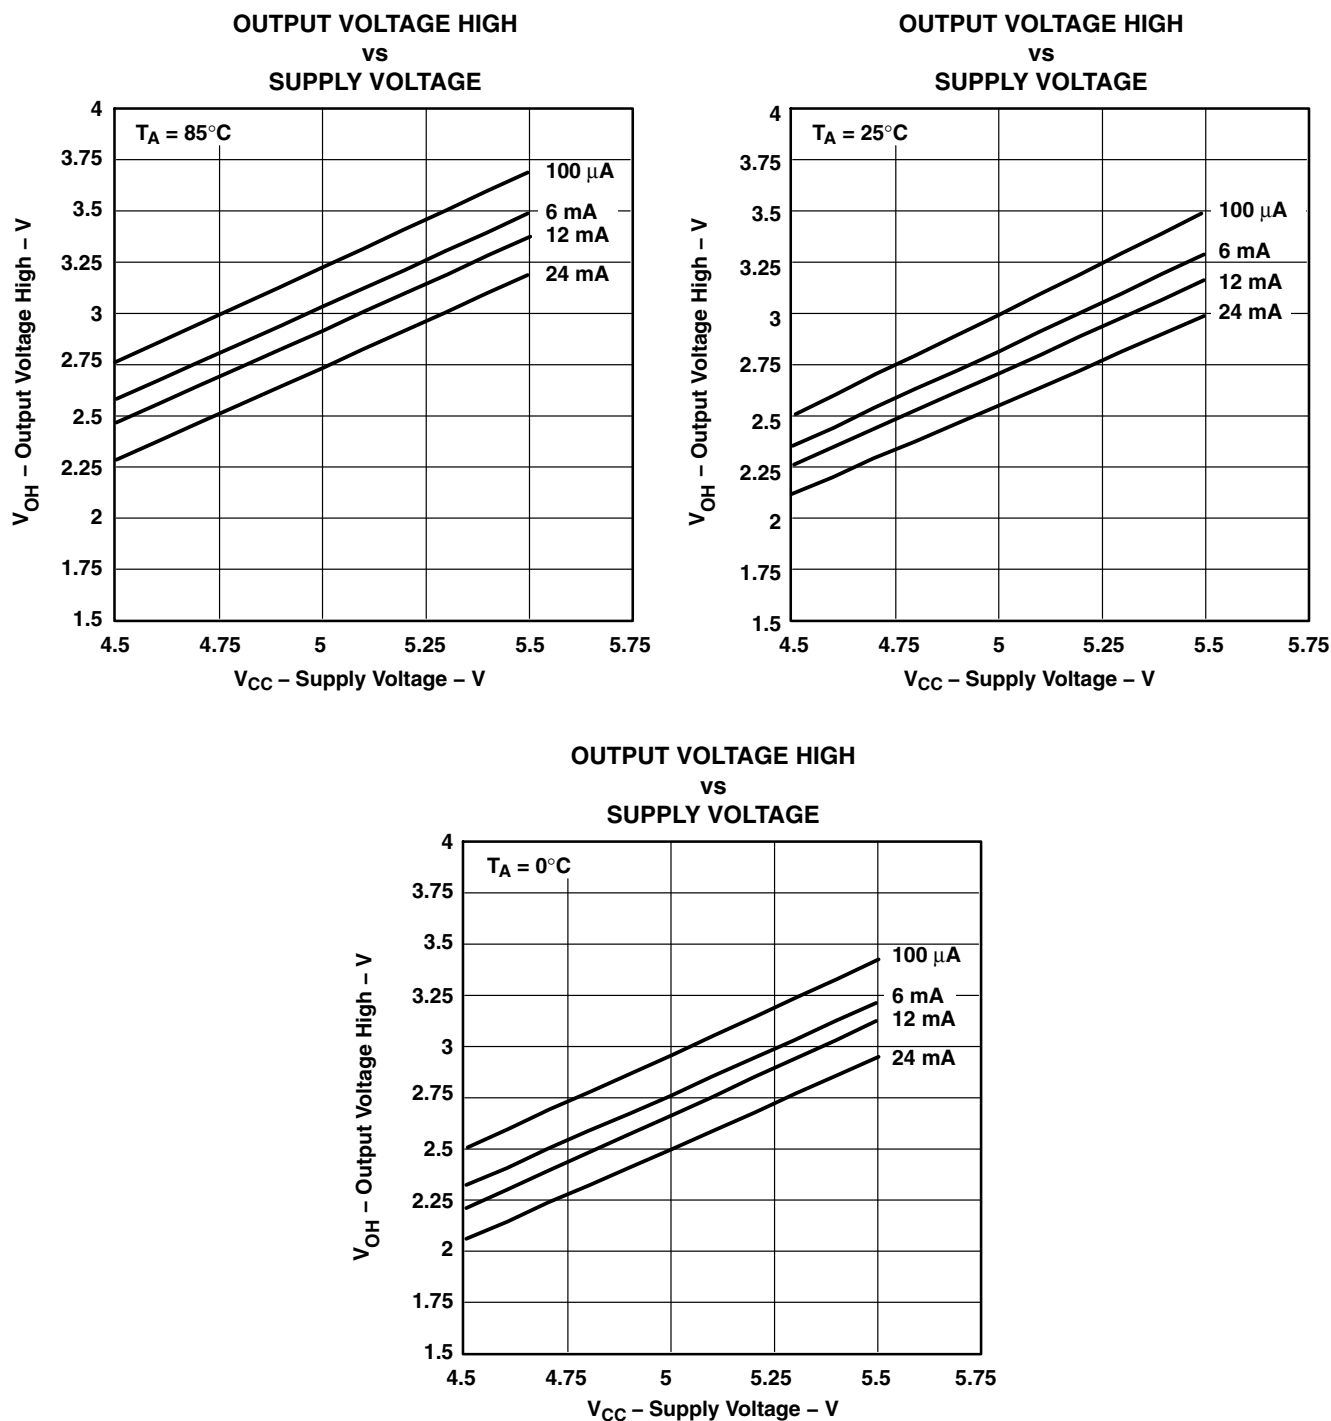 OUTPUT VOLTAGE HIGH
vs
SUPPLY VOLTAGE
T_A = 85°C
4
3.75
3.5
3.25
3
2.75
2.5
2.25
2
1.75
1.5
V_OH – Output Voltage High – V
100 μA
6 mA
12 mA
24 mA
4.5 4.75 5 5.25 5.5 5.75
V_CC – Supply Voltage – V
OUTPUT VOLTAGE HIGH
vs
SUPPLY VOLTAGE
T_A = 25°C
4
3.75
3.5
3.25
3
2.75
2.5
2.25
2
1.75
1.5
V_OH – Output Voltage High – V
100 μA
6 mA
12 mA
24 mA
4.5 4.75 5 5.25 5.5 5.75
V_CC – Supply Voltage – V
OUTPUT VOLTAGE HIGH
vs
SUPPLY VOLTAGE
T_A = 0°C
4
3.75
3.5
3.25
3
2.75
2.5
2.25
2
1.75
1.5
V_OH – Output Voltage High – V
100 μA
6 mA
12 mA
24 mA
4.5 4.75 5 5.25 5.5 5.75
V_CC – Supply Voltage – V